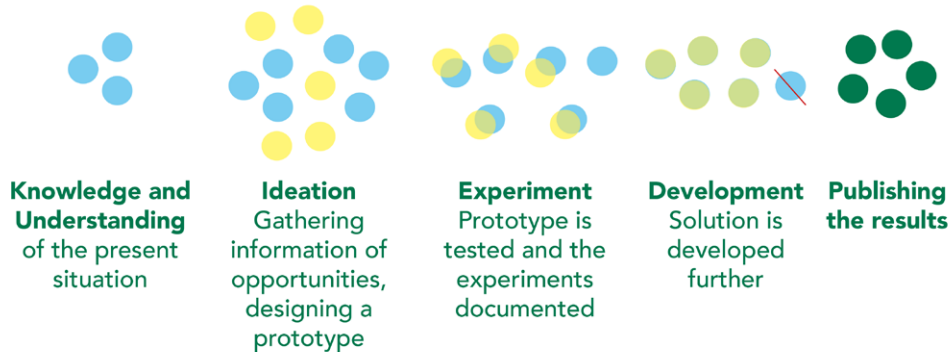 Knowledge and
Understanding
of the present
situation
Ideation
Gathering
information of
opportunities,
designing a
prototype
Experiment
Prototype is
tested and the
experiments
documented
Development
Solution is
developed
further
Publishing
the results